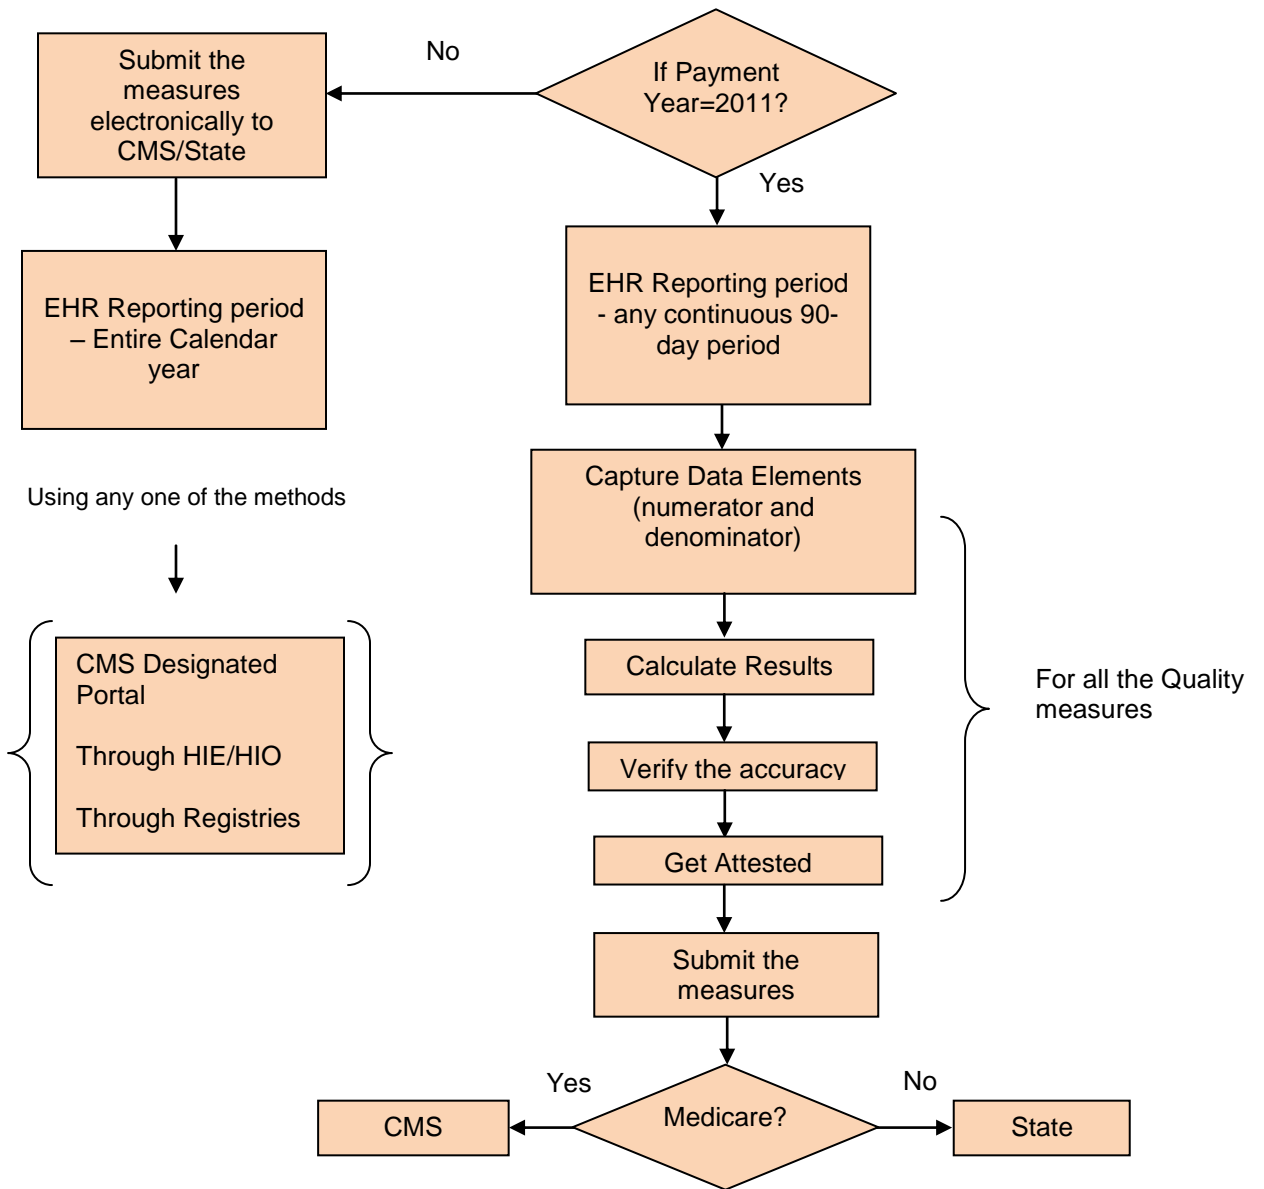 If Payment
Year=2011?
No
Submit the
measures
electronically to
CMS/State
Yes
EHR Reporting period
– Entire Calendar
year
EHR Reporting period
- any continuous 90-
day period
Using any one of the methods
CMS Designated
Portal
Through HIE/HIO
Through Registries
Capture Data Elements
(numerator and
denominator)
Calculate Results
Verify the accuracy
Get Attested
For all the Quality
measures
Submit the
measures
Medicare?
Yes
No
CMS
State